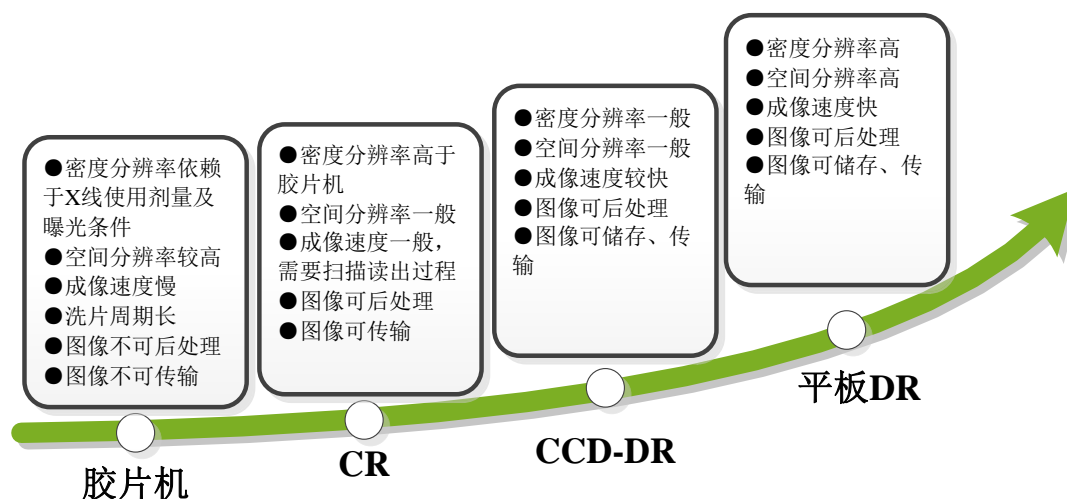 ●密度分辨率依赖
于X线使用剂量及
曝光条件
●空间分辨率较高
●成像速度慢
●洗片周期长
●图像不可后处理
●图像不可传输
胶片机
●密度分辨率高于
胶片机
●空间分辨率一般
●成像速度一般，
需要扫描读出过程
●图像可后处理
●图像可传输
CR
●密度分辨率一般
●空间分辨率一般
●成像速度较快
●图像可后处理
●图像可储存、传
输
CCD-DR
●密度分辨率高
●空间分辨率高
●成像速度快
●图像可后处理
●图像可储存、传
输
平板DR